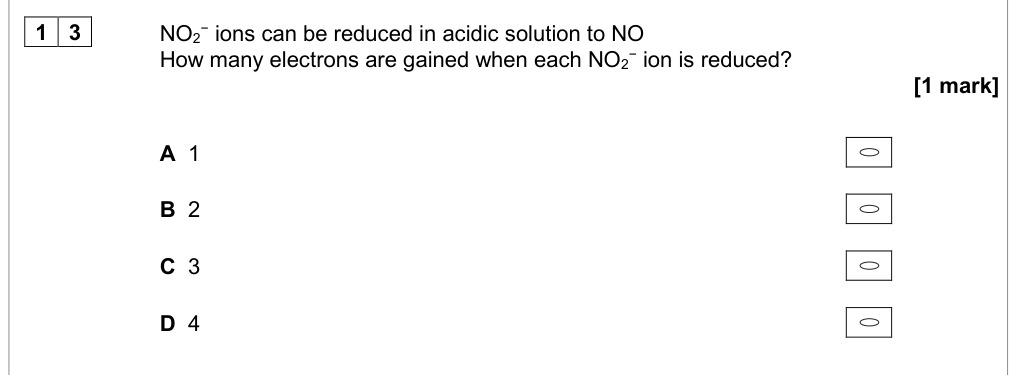 1 3 NO₂⁻ ions can be reduced in acidic solution to NO
How many electrons are gained when each NO₂⁻ ion is reduced?
[1 mark]
A 1
B 2
C 3
D 4